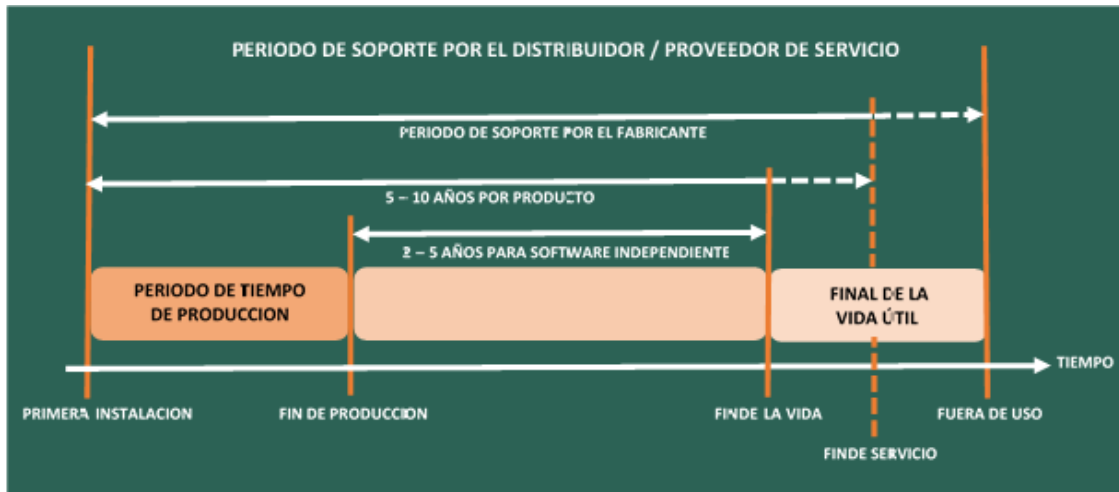 PERIODO DE SOPORTE POR EL DISTRIBUIDOR / PROVEEDOR DE SERVICIO
PERIODO DE SOPORTE POR EL FABRICANTE
5 – 10 AÑOS POR PRODUCTO
2 – 5 AÑOS PARA SOFTWARE INDEPENDIENTE
PERIODO DE TIEMPO
DE PRODUCCION
FINAL DE LA
VIDA ÚTIL
TIEMPO
PRIMERA INSTALACION
FIN DE PRODUCCION
FINDE LA VIDA
FUERA DE USO
FINDE SERVICIO